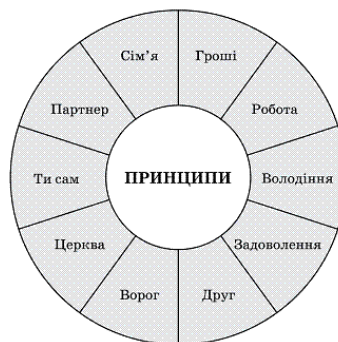 Сім’я
Гроші
Партнер
Робота
Ти сам
ПРИНЦИПИ
Володіння
Церква
Задоволення
Ворог
Друг